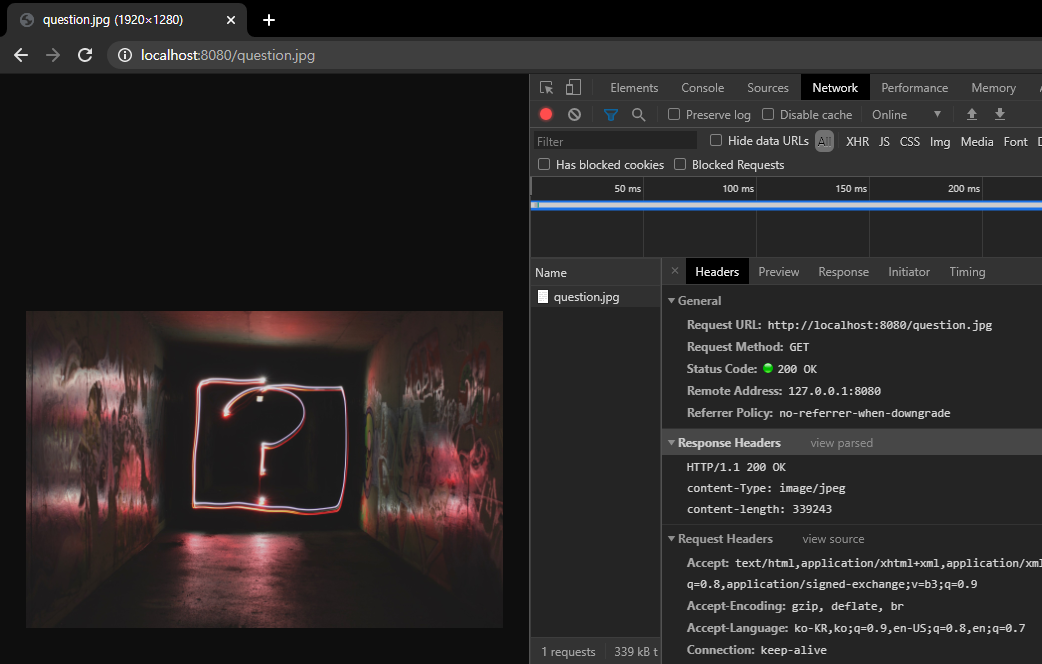 question.jpg (1920×1280)
localhost:8080/question.jpg
Elements Console Sources Network Performance Memory
Preserve log Disable cache Online
Filter Hide data URLs All XHR JS CSS Img Media Font
Has blocked cookies Blocked Requests
50 ms 100 ms 150 ms 200 ms
Name
question.jpg
Headers Preview Response Initiator Timing
General
Request URL: http://localhost:8080/question.jpg
Request Method: GET
Status Code: 200 OK
Remote Address: 127.0.0.1:8080
Referrer Policy: no-referrer-when-downgrade
Response Headers view parsed
HTTP/1.1 200 OK
content-Type: image/jpeg
content-length: 339243
Request Headers view source
Accept: text/html,application/xhtml+xml,application/xml
q=0.8,application/signed-exchange;v=b3;q=0.9
Accept-Encoding: gzip, deflate, br
Accept-Language: ko-KR,ko;q=0.9,en-US;q=0.8,en;q=0.7
Connection: keep-alive
1 requests 339 kB t
?